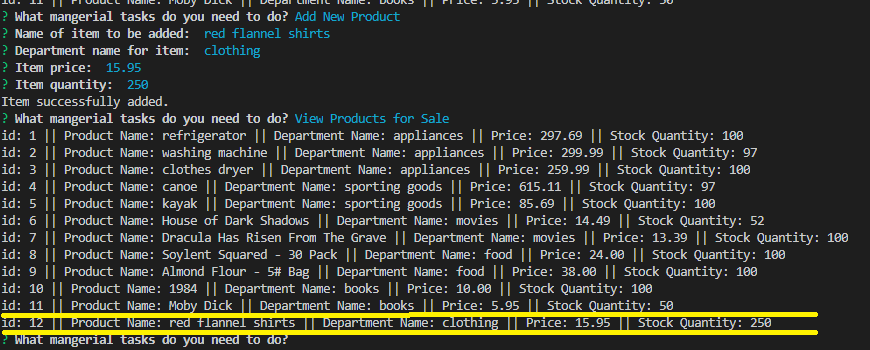 id: 11 || Product Name: Moby Dick || Department Name: books || Price: 5.95 || Stock Quantity: 50
? What mangerial tasks do you need to do? Add New Product
? Name of item to be added:  red flannel shirts
? Department name for item:  clothing
? Item price:  15.95
? Item quantity:  250
Item successfully added.
? What mangerial tasks do you need to do? View Products for Sale
id: 1 || Product Name: refrigerator || Department Name: appliances || Price: 297.69 || Stock Quantity: 100
id: 2 || Product Name: washing machine || Department Name: appliances || Price: 299.99 || Stock Quantity: 97
id: 3 || Product Name: clothes dryer || Department Name: appliances || Price: 259.99 || Stock Quantity: 100
id: 4 || Product Name: canoe || Department Name: sporting goods || Price: 615.11 || Stock Quantity: 97
id: 5 || Product Name: kayak || Department Name: sporting goods || Price: 85.69 || Stock Quantity: 100
id: 6 || Product Name: House of Dark Shadows || Department Name: movies || Price: 14.49 || Stock Quantity: 52
id: 7 || Product Name: Dracula Has Risen From The Grave || Department Name: movies || Price: 13.39 || Stock Quantity: 100
id: 8 || Product Name: Soylent Squared - 30 Pack || Department Name: food || Price: 24.00 || Stock Quantity: 100
id: 9 || Product Name: Almond Flour - 5# Bag || Department Name: food || Price: 38.00 || Stock Quantity: 100
id: 10 || Product Name: 1984 || Department Name: books || Price: 10.00 || Stock Quantity: 100
id: 11 || Product Name: Moby Dick || Department Name: books || Price: 5.95 || Stock Quantity: 50
id: 12 || Product Name: red flannel shirts || Department Name: clothing || Price: 15.95 || Stock Quantity: 250
? What mangerial tasks do you need to do?